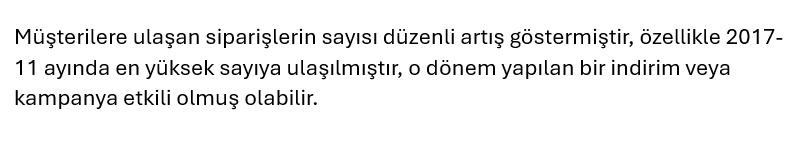 Müşterilere ulaşan siparişlerin sayısı düzenli artış göstermiştir, özellikle 2017-
11 ayında en yüksek sayıya ulaşılmıştır, o dönem yapılan bir indirim veya
kampanya etkili olmuş olabilir.